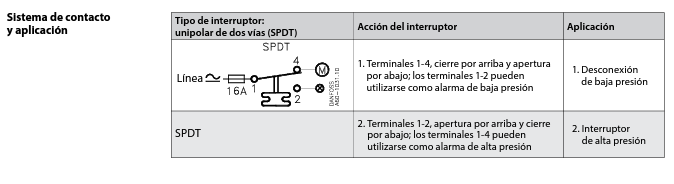 Sistema de contacto
y aplicación
Tipo de interruptor:
unipolar de dos vías (SPDT)
Acción del interruptor
Aplicación
SPDT
4
M
Línea
16A
1
2
DANFOSS
A60-1031.10
1. Terminales 1-4, cierre por arriba y apertura
por abajo; los terminales 1-2 pueden
utilizarse como alarma de baja presión
1. Desconexión
de baja presión
SPDT
2. Terminales 1-2, apertura por arriba y cierre
por abajo; los terminales 1-4 pueden
utilizarse como alarma de alta presión
2. Interruptor
de alta presión